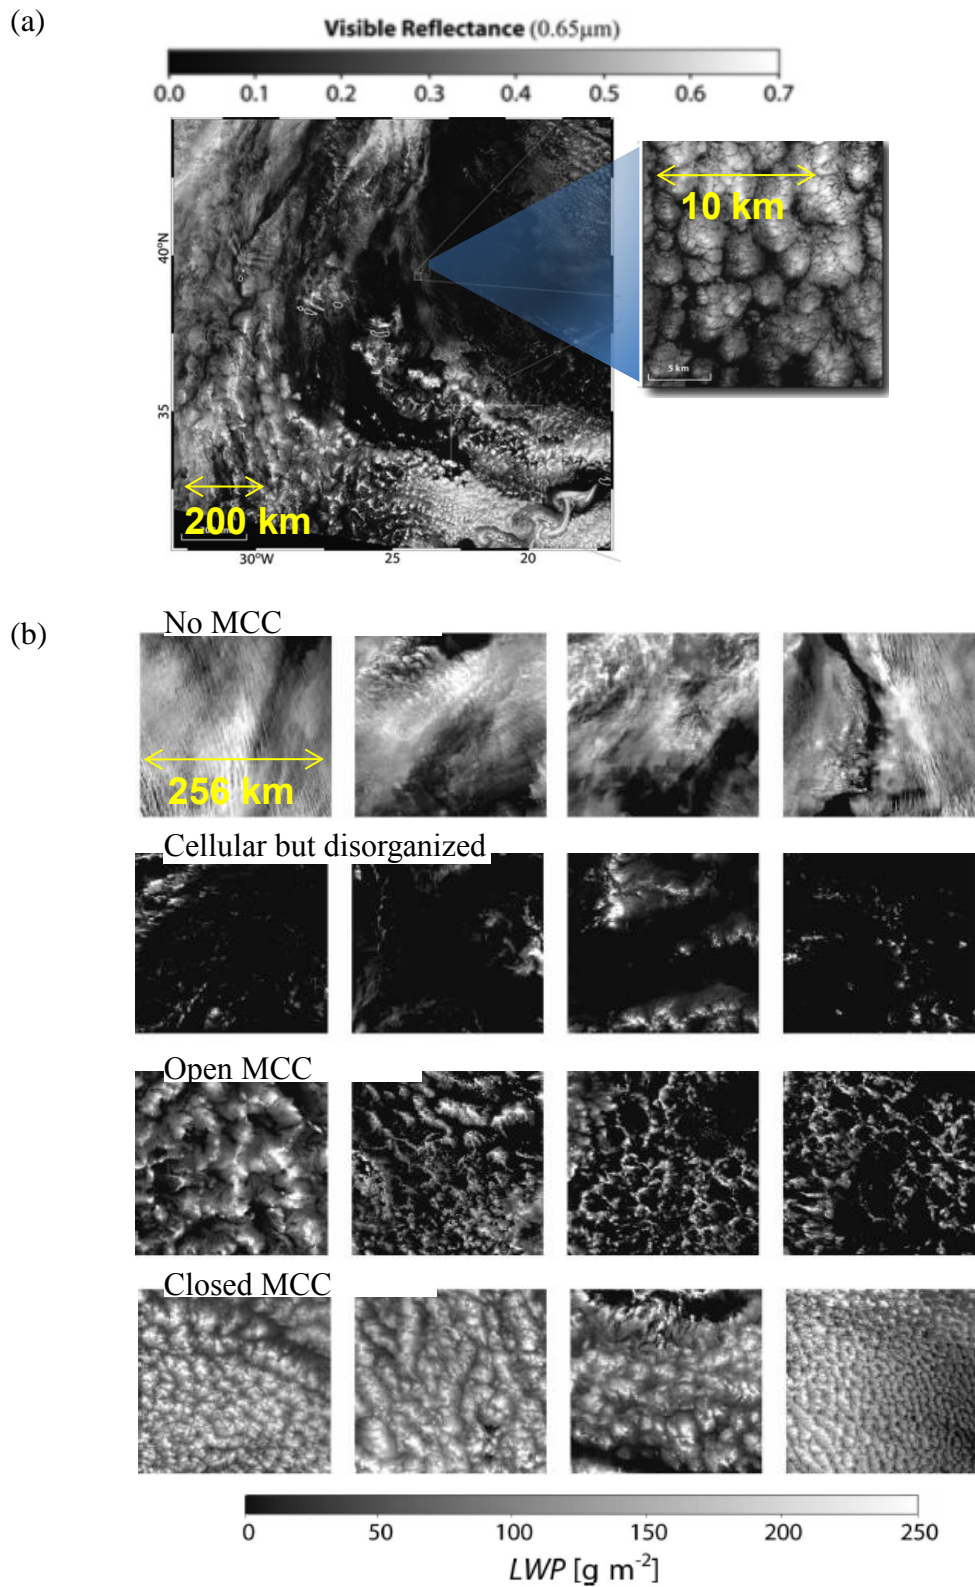 (a)
Visible Reflectance (0.65μm)
0.0 0.1 0.2 0.3 0.4 0.5 0.6 0.7
10 km
5 km
40°N
35
200 km
30°W 25 20
(b)
No MCC
256 km
Cellular but disorganized
Open MCC
Closed MCC
0 50 100 150 200 250
LWP [g m⁻²]